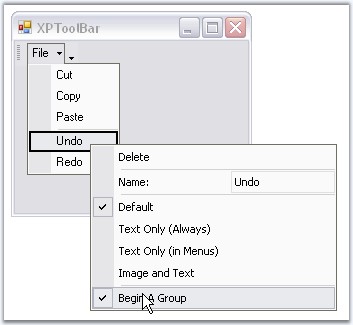 XPToolBar
File
Cut
Copy
Paste
Undo
Redo
Delete
Name: Undo
Default
Text Only (Always)
Text Only (in Menus)
Image and Text
Begin A Group